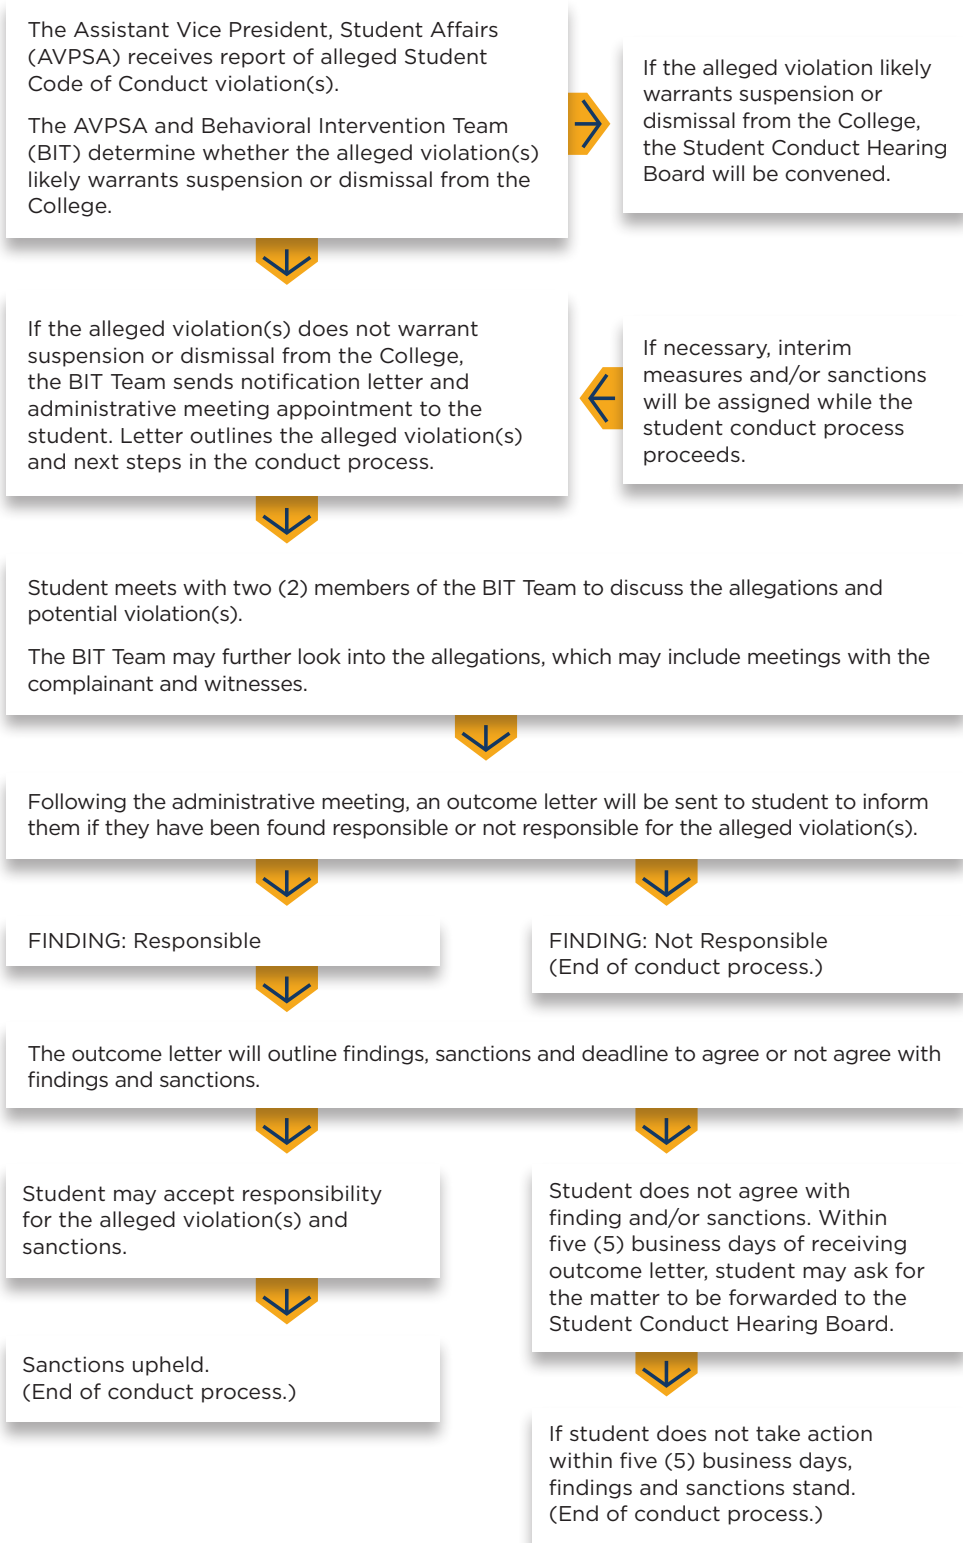 The Assistant Vice President, Student Affairs
(AVPSA) receives report of alleged Student
Code of Conduct violation(s).
The AVPSA and Behavioral Intervention Team
(BIT) determine whether the alleged violation(s)
likely warrants suspension or dismissal from the
College.
If the alleged violation likely
warrants suspension or
dismissal from the College,
the Student Conduct Hearing
Board will be convened.
If the alleged violation(s) does not warrant
suspension or dismissal from the College,
the BIT Team sends notification letter and
administrative meeting appointment to the
student. Letter outlines the alleged violation(s)
and next steps in the conduct process.
If necessary, interim
measures and/or sanctions
will be assigned while the
student conduct process
proceeds.
Student meets with two (2) members of the BIT Team to discuss the allegations and
potential violation(s).
The BIT Team may further look into the allegations, which may include meetings with the
complainant and witnesses.
Following the administrative meeting, an outcome letter will be sent to student to inform
them if they have been found responsible or not responsible for the alleged violation(s).
FINDING: Responsible
FINDING: Not Responsible
(End of conduct process.)
The outcome letter will outline findings, sanctions and deadline to agree or not agree with
findings and sanctions.
Student may accept responsibility
for the alleged violation(s) and
sanctions.
Student does not agree with
finding and/or sanctions. Within
five (5) business days of receiving
outcome letter, student may ask for
the matter to be forwarded to the
Student Conduct Hearing Board.
Sanctions upheld.
(End of conduct process.)
If student does not take action
within five (5) business days,
findings and sanctions stand.
(End of conduct process.)